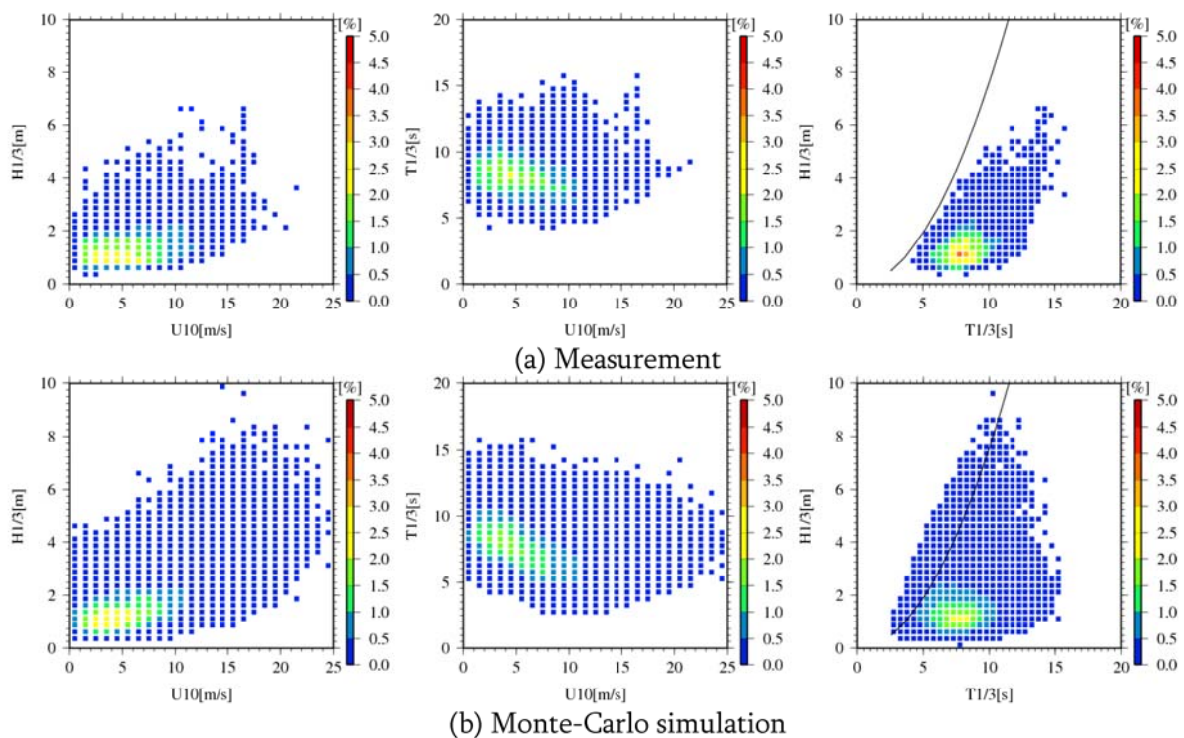 [%] [%] [%]
10 5.0 20 5.0 10 5.0
4.5 4.5 4.5
8 4.0 15 4.0 8 4.0
3.5 3.5 3.5
6 3.0 3.0 6 3.0
H1/3[m] 2.5 T1/3[s] 10 2.5 H1/3[m] 2.5
4 2.0 2.0 4 2.0
1.5 5 1.5 1.5
2 1.0 1.0 2 1.0
0.5 0.5 0.5
0 0.0 0 0.0 0 0.0
0 5 10 15 20 25 0 5 10 15 20 25 0 5 10 15 20
U10[m/s] U10[m/s] T1/3[s]
(a) Measurement
[%] [%] [%]
10 5.0 20 5.0 10 5.0
4.5 4.5 4.5
8 4.0 15 4.0 8 4.0
3.5 3.5 3.5
6 3.0 3.0 6 3.0
H1/3[m] 2.5 T1/3[s] 10 2.5 H1/3[m] 2.5
4 2.0 2.0 4 2.0
1.5 5 1.5 1.5
2 1.0 1.0 2 1.0
0.5 0.5 0.5
0 0.0 0 0.0 0 0.0
0 5 10 15 20 25 0 5 10 15 20 25 0 5 10 15 20
U10[m/s] U10[m/s] T1/3[s]
(b) Monte-Carlo simulation